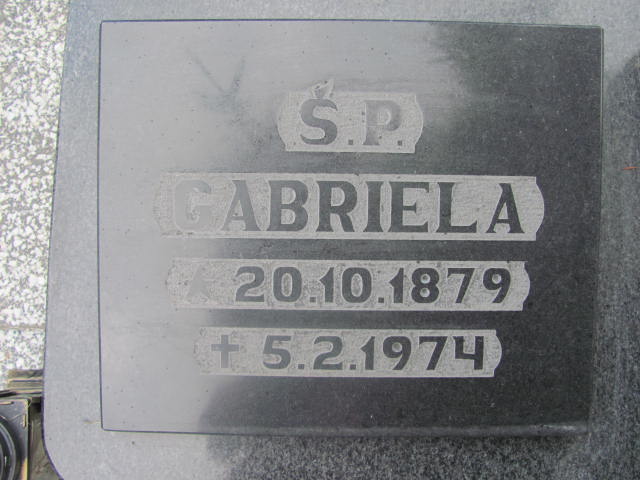 Š.P.
GABRIELA
⋏ 20.10.1879
✝ 5.2.1974